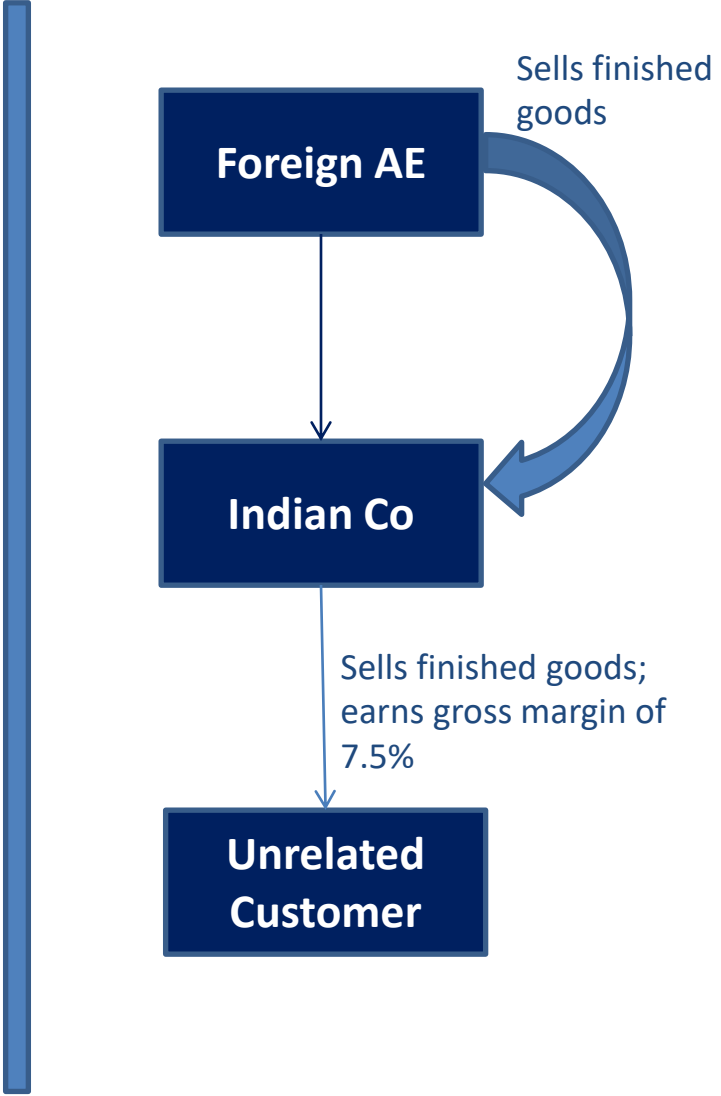 Sells finished
goods
Foreign AE
Indian Co
Sells finished goods;
earns gross margin of
7.5%
Unrelated
Customer